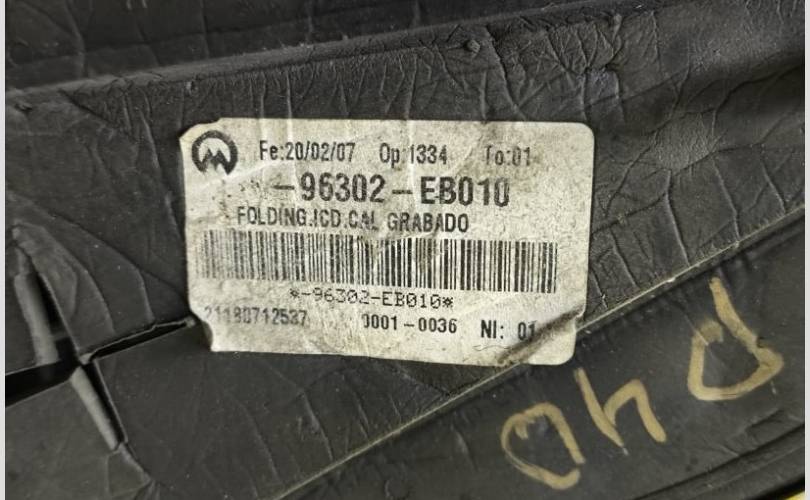 Fe:20/02/07 Op:1334 To:01
-96302-EB010
FOLDING.ICD.CAL GRABADO
*-96302-EB010*
21180712537 0001-0036 NI: 01
D40